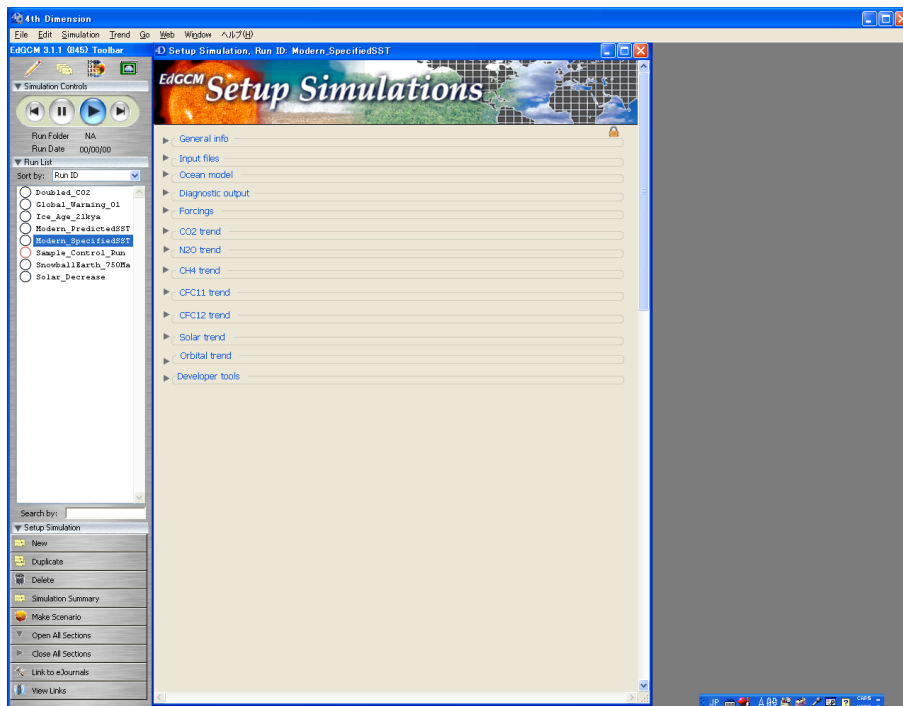 4th Dimension
File Edit Simulation Trend Go Web Window ヘルプ(H)
EdGCM 3.1.1 (845) Toolbar
Simulation Controls
Run Folder NA
Run Date 00/00/00
Run List
Sort by: Run ID
Doubled_CO2
Global_Warming_01
Ice_Age_21kya
Modern_PredictedSST
Modern_SpecifiedSST
Sample_Control_Run
SnowballEarth_750Ma
Solar_Decrease
Search by:
Setup Simulation
New
Duplicate
Delete
Simulation Summary
Make Scenario
Open All Sections
Close All Sections
Link to eJournals
View Links
Setup Simulation, Run ID: Modern_SpecifiedSST
EdGCM Setup Simulations
General info
Input files
Ocean model
Diagnostic output
Forcings
CO2 trend
N2O trend
CH4 trend
CFC11 trend
CFC12 trend
Solar trend
Orbital trend
Developer tools
JP A般 CAPS